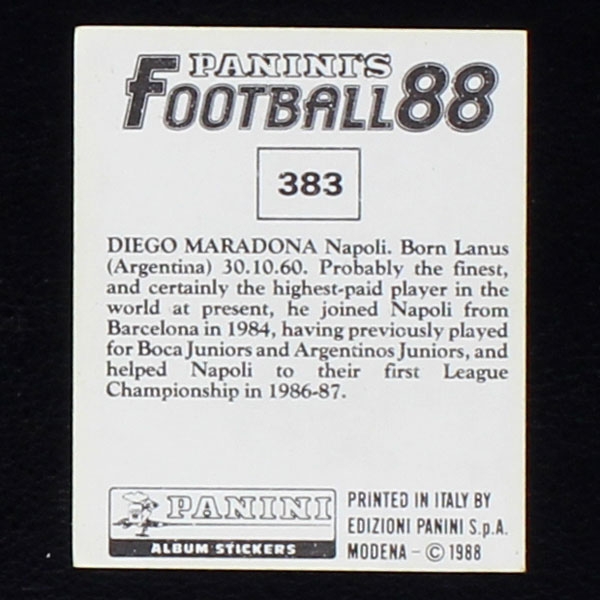 PANINI'S
FOOTBALL 88
383
DIEGO MARADONA Napoli. Born Lanus
(Argentina) 30.10.60. Probably the finest,
and certainly the highest-paid player in the
world at present, he joined Napoli from
Barcelona in 1984, having previously played
for Boca Juniors and Argentinos Juniors, and
helped Napoli to their first League
Championship in 1986-87.
PANINI
ALBUM STICKERS
PRINTED IN ITALY BY
EDIZIONI PANINI S.p.A.
MODENA - © 1988